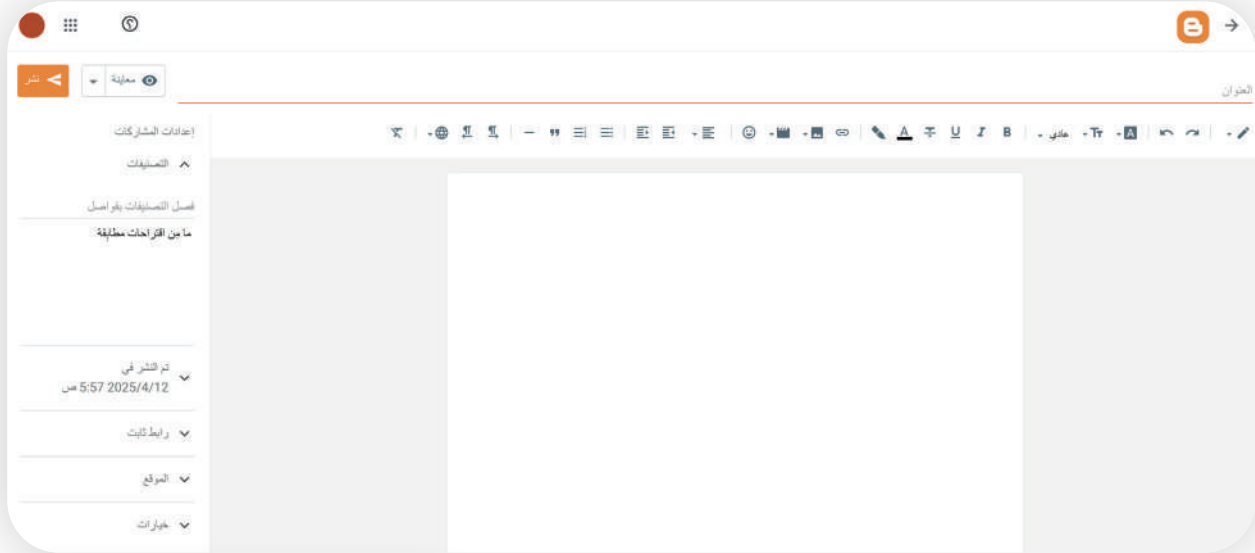 معاينة
نشر
العنوان
B I U A
Tт عادي
إعدادات المشاركات
التصنيفات
فصل التصنيفات بفواصل
ما من اقتراحات مطابقة
تم النشر في
2025/4/12 5:57 ص
رابط ثابت
الموقع
خيارات